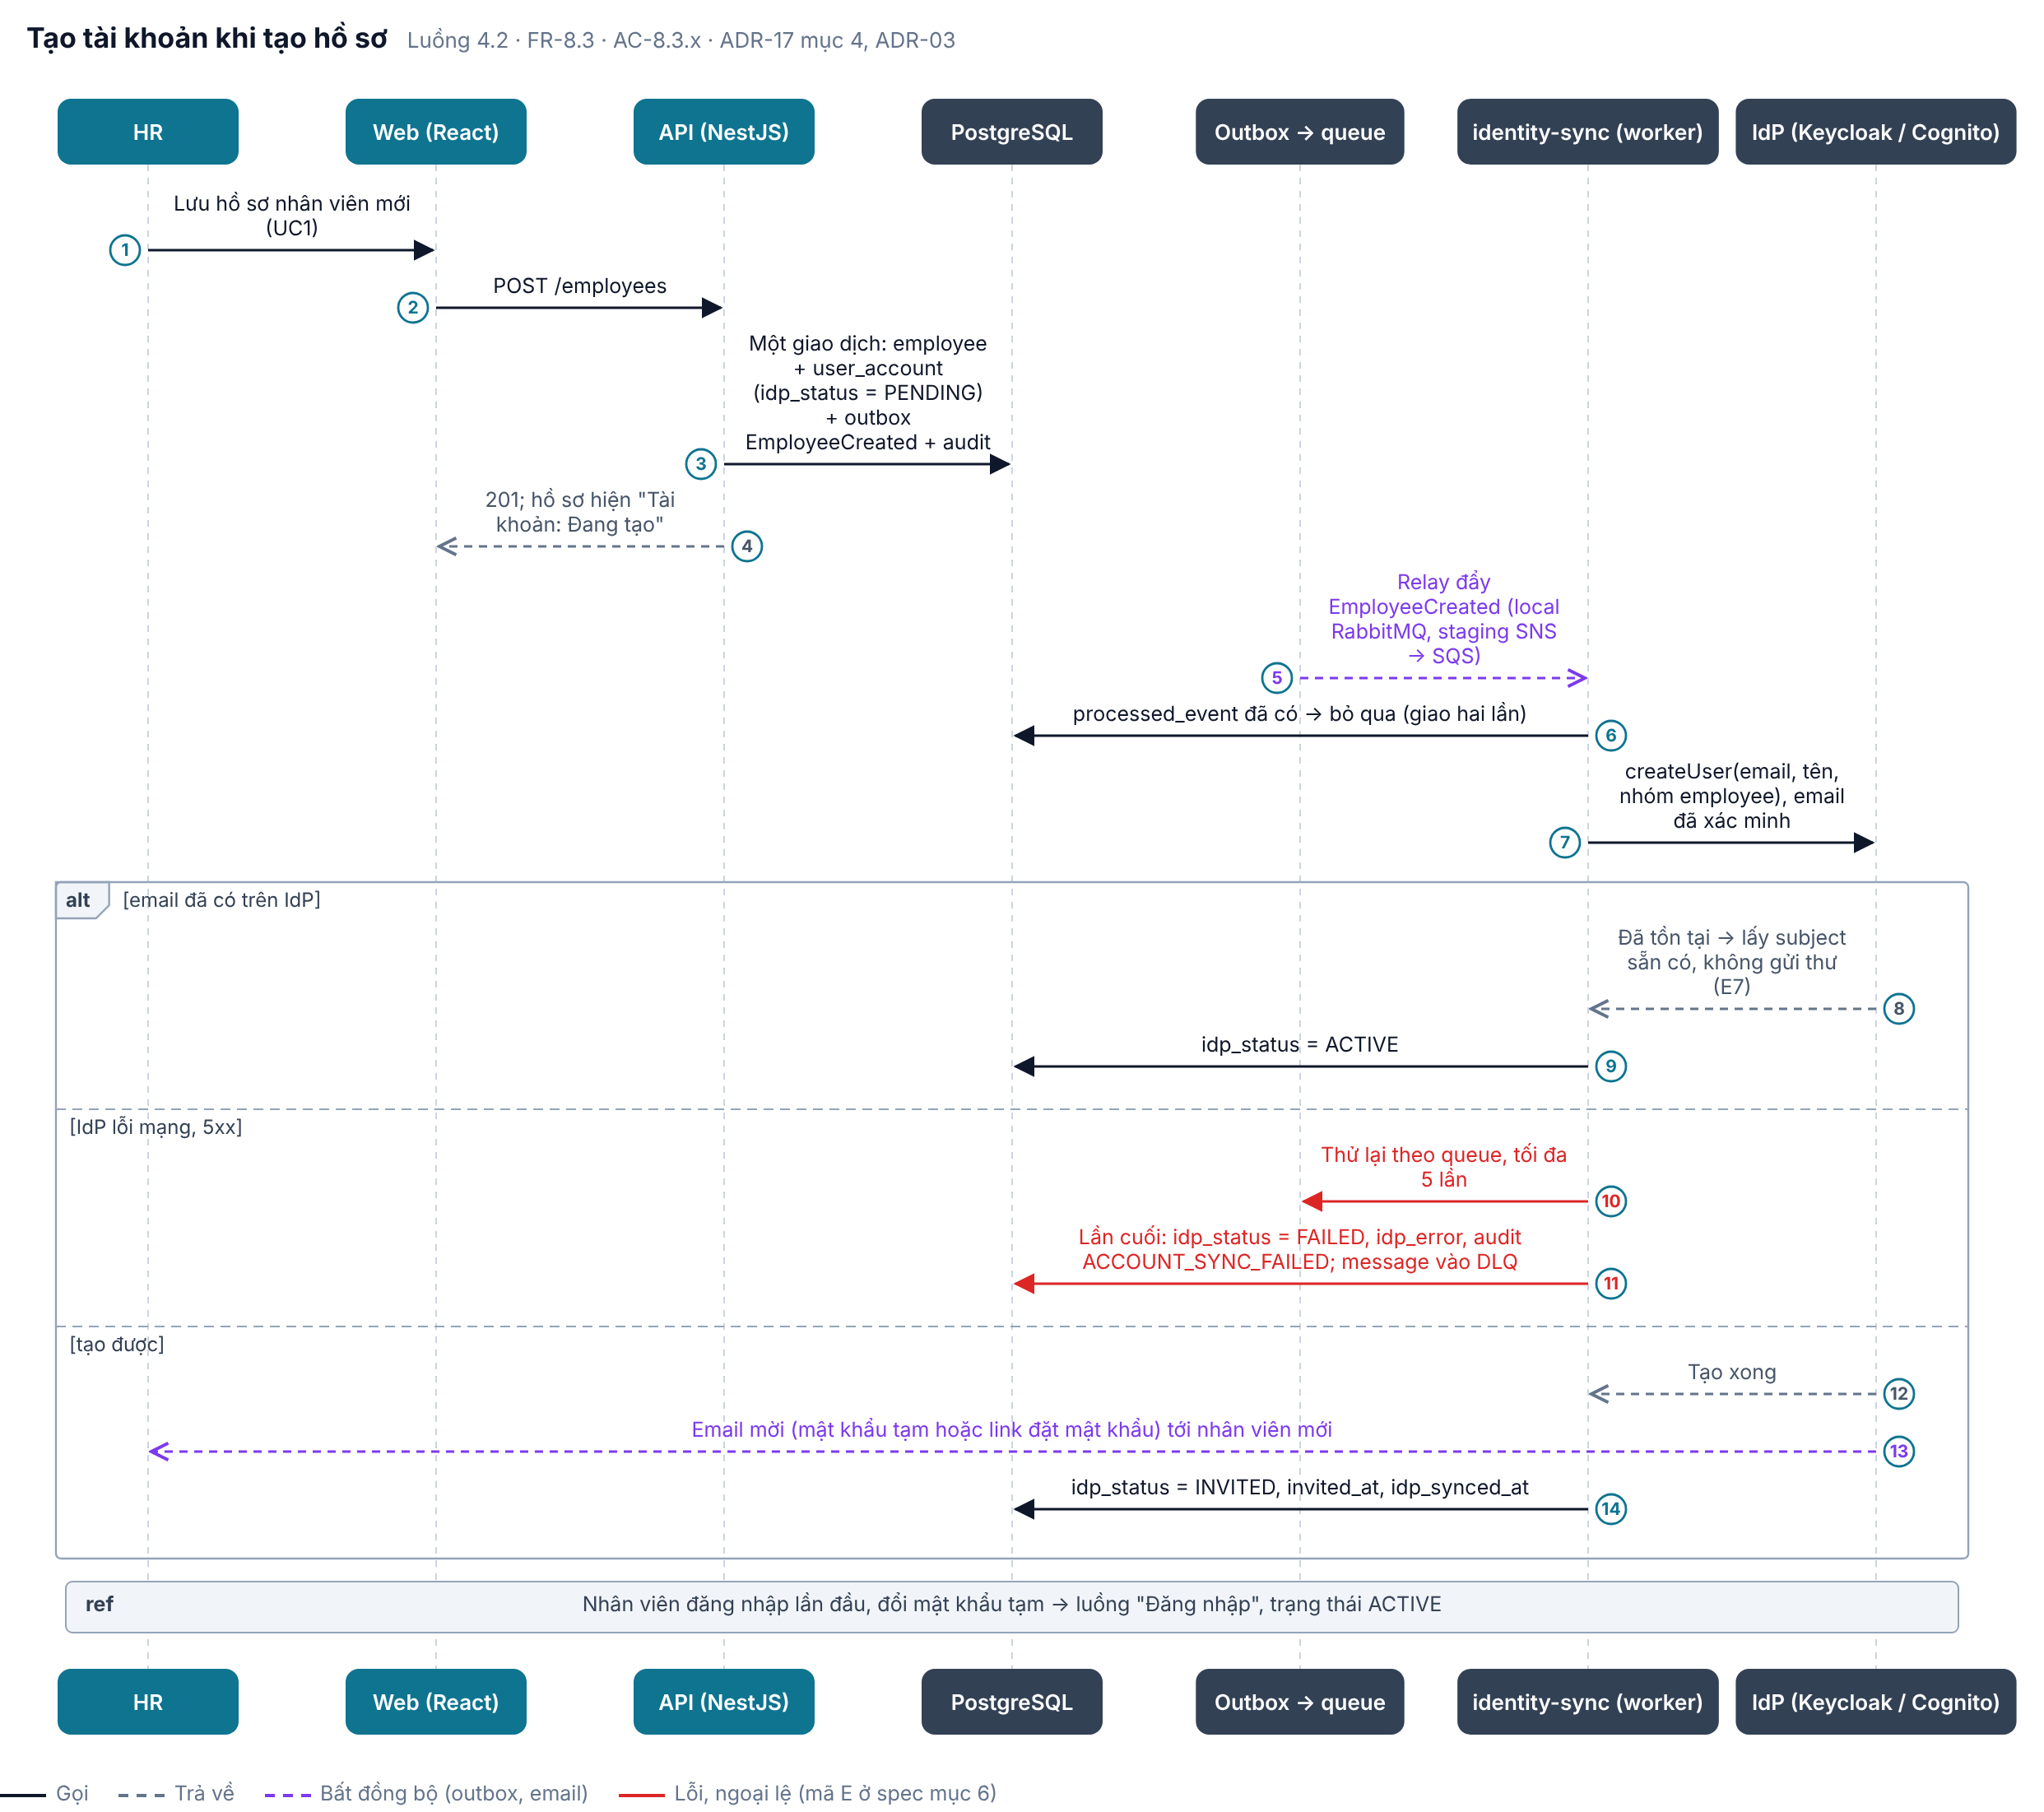 Tạo tài khoản khi tạo hồ sơ Luồng 4.2 · FR-8.3 · AC-8.3.x · ADR-17 mục 4, ADR-03
HR
Web (React)
API (NestJS)
PostgreSQL
Outbox → queue
identity-sync (worker)
IdP (Keycloak / Cognito)
Lưu hồ sơ nhân viên mới
(UC1)
1
POST /employees
2
Một giao dịch: employee
+ user_account
(idp_status = PENDING)
+ outbox
EmployeeCreated + audit
3
201; hồ sơ hiện "Tài
khoản: Đang tạo"
4
Relay đẩy
EmployeeCreated (local
RabbitMQ, staging SNS
→ SQS)
5
processed_event đã có → bỏ qua (giao hai lần)
6
createUser(email, tên,
nhóm employee), email
đã xác minh
7
alt [email đã có trên IdP]
Đã tồn tại → lấy subject
sẵn có, không gửi thư
(E7)
8
idp_status = ACTIVE
9
[IdP lỗi mạng, 5xx]
Thử lại theo queue, tối đa
5 lần
10
Lần cuối: idp_status = FAILED, idp_error, audit
ACCOUNT_SYNC_FAILED; message vào DLQ
11
[tạo được]
Tạo xong
12
Email mời (mật khẩu tạm hoặc link đặt mật khẩu) tới nhân viên mới
13
idp_status = INVITED, invited_at, idp_synced_at
14
ref Nhân viên đăng nhập lần đầu, đổi mật khẩu tạm → luồng "Đăng nhập", trạng thái ACTIVE
HR
Web (React)
API (NestJS)
PostgreSQL
Outbox → queue
identity-sync (worker)
IdP (Keycloak / Cognito)
Gọi
Trả về
Bất đồng bộ (outbox, email)
Lỗi, ngoại lệ (mã E ở spec mục 6)